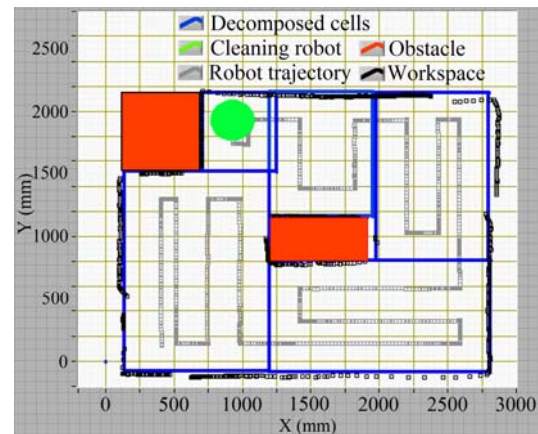 Decomposed cells
Cleaning robot Obstacle
Robot trajectory Workspace
2500
2000
1500
1000
500
0
Y (mm)
0 500 1000 1500 2000 2500 3000
X (mm)